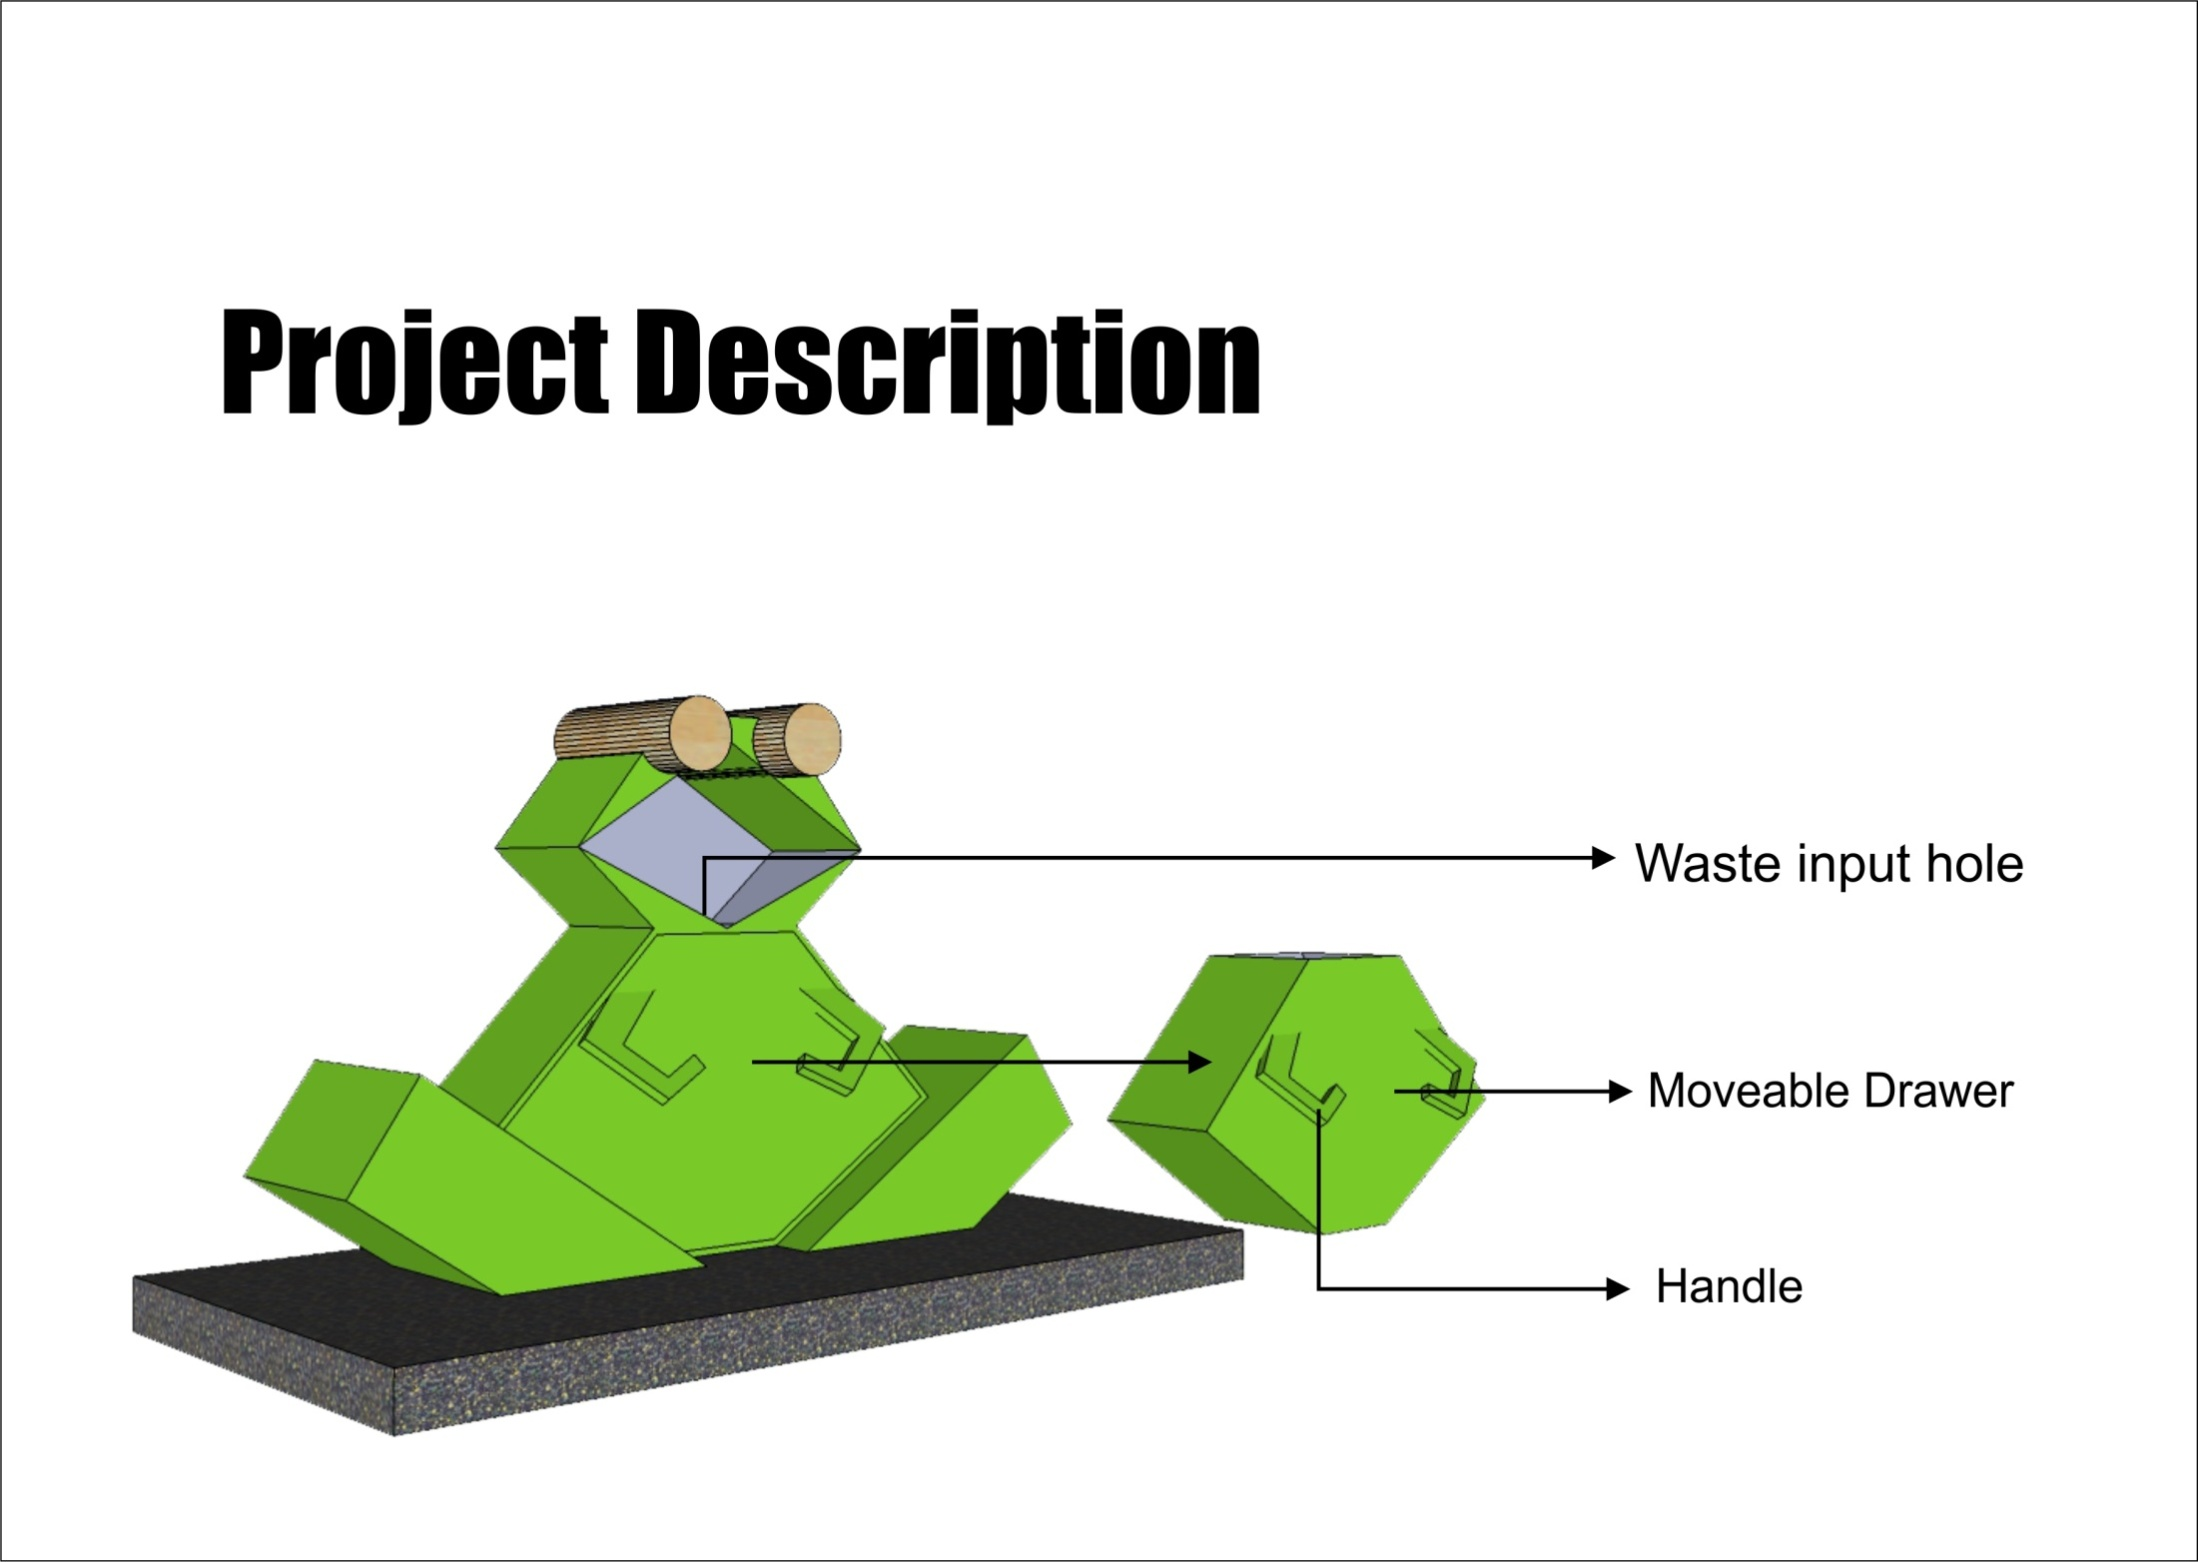 Project Description
Waste input hole
Moveable Drawer
Handle